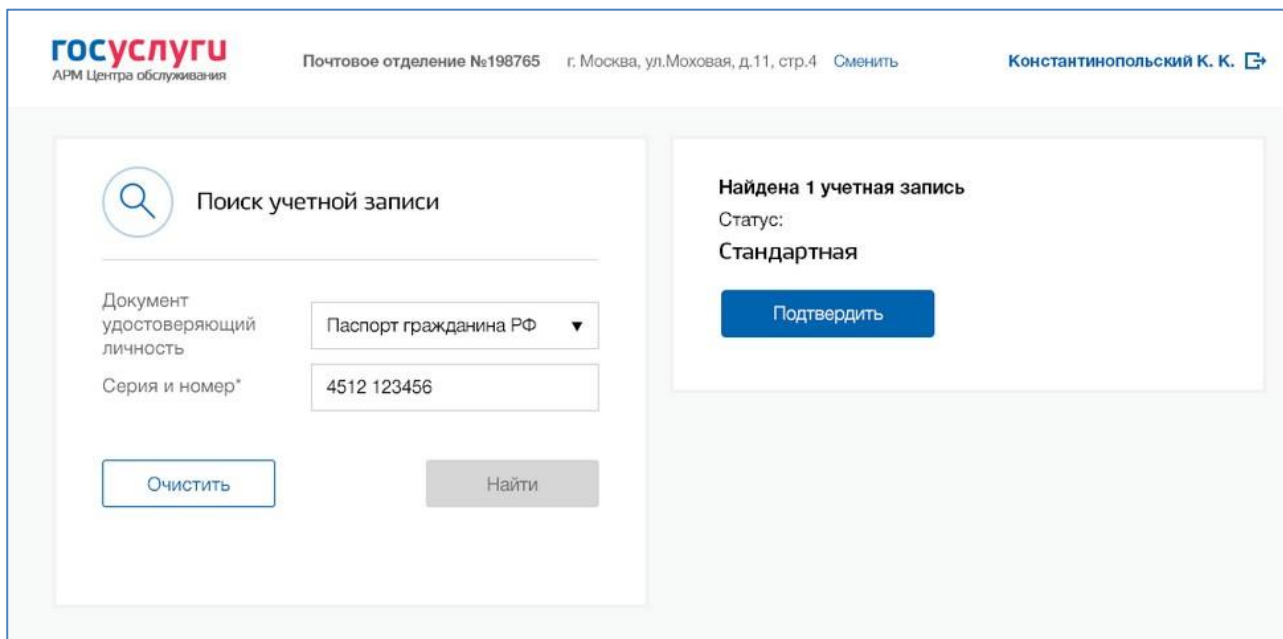 госуслуги
АРМ Центра обслуживания
Почтовое отделение №198765 г. Москва, ул.Моховая, д.11, стр.4 Сменить
Константинопольский К. К.
Поиск учетной записи
Документ
удостоверяющий
личность
Паспорт гражданина РФ
Серия и номер*
4512 123456
Очистить
Найти
Найдена 1 учетная запись
Статус:
Стандартная
Подтвердить